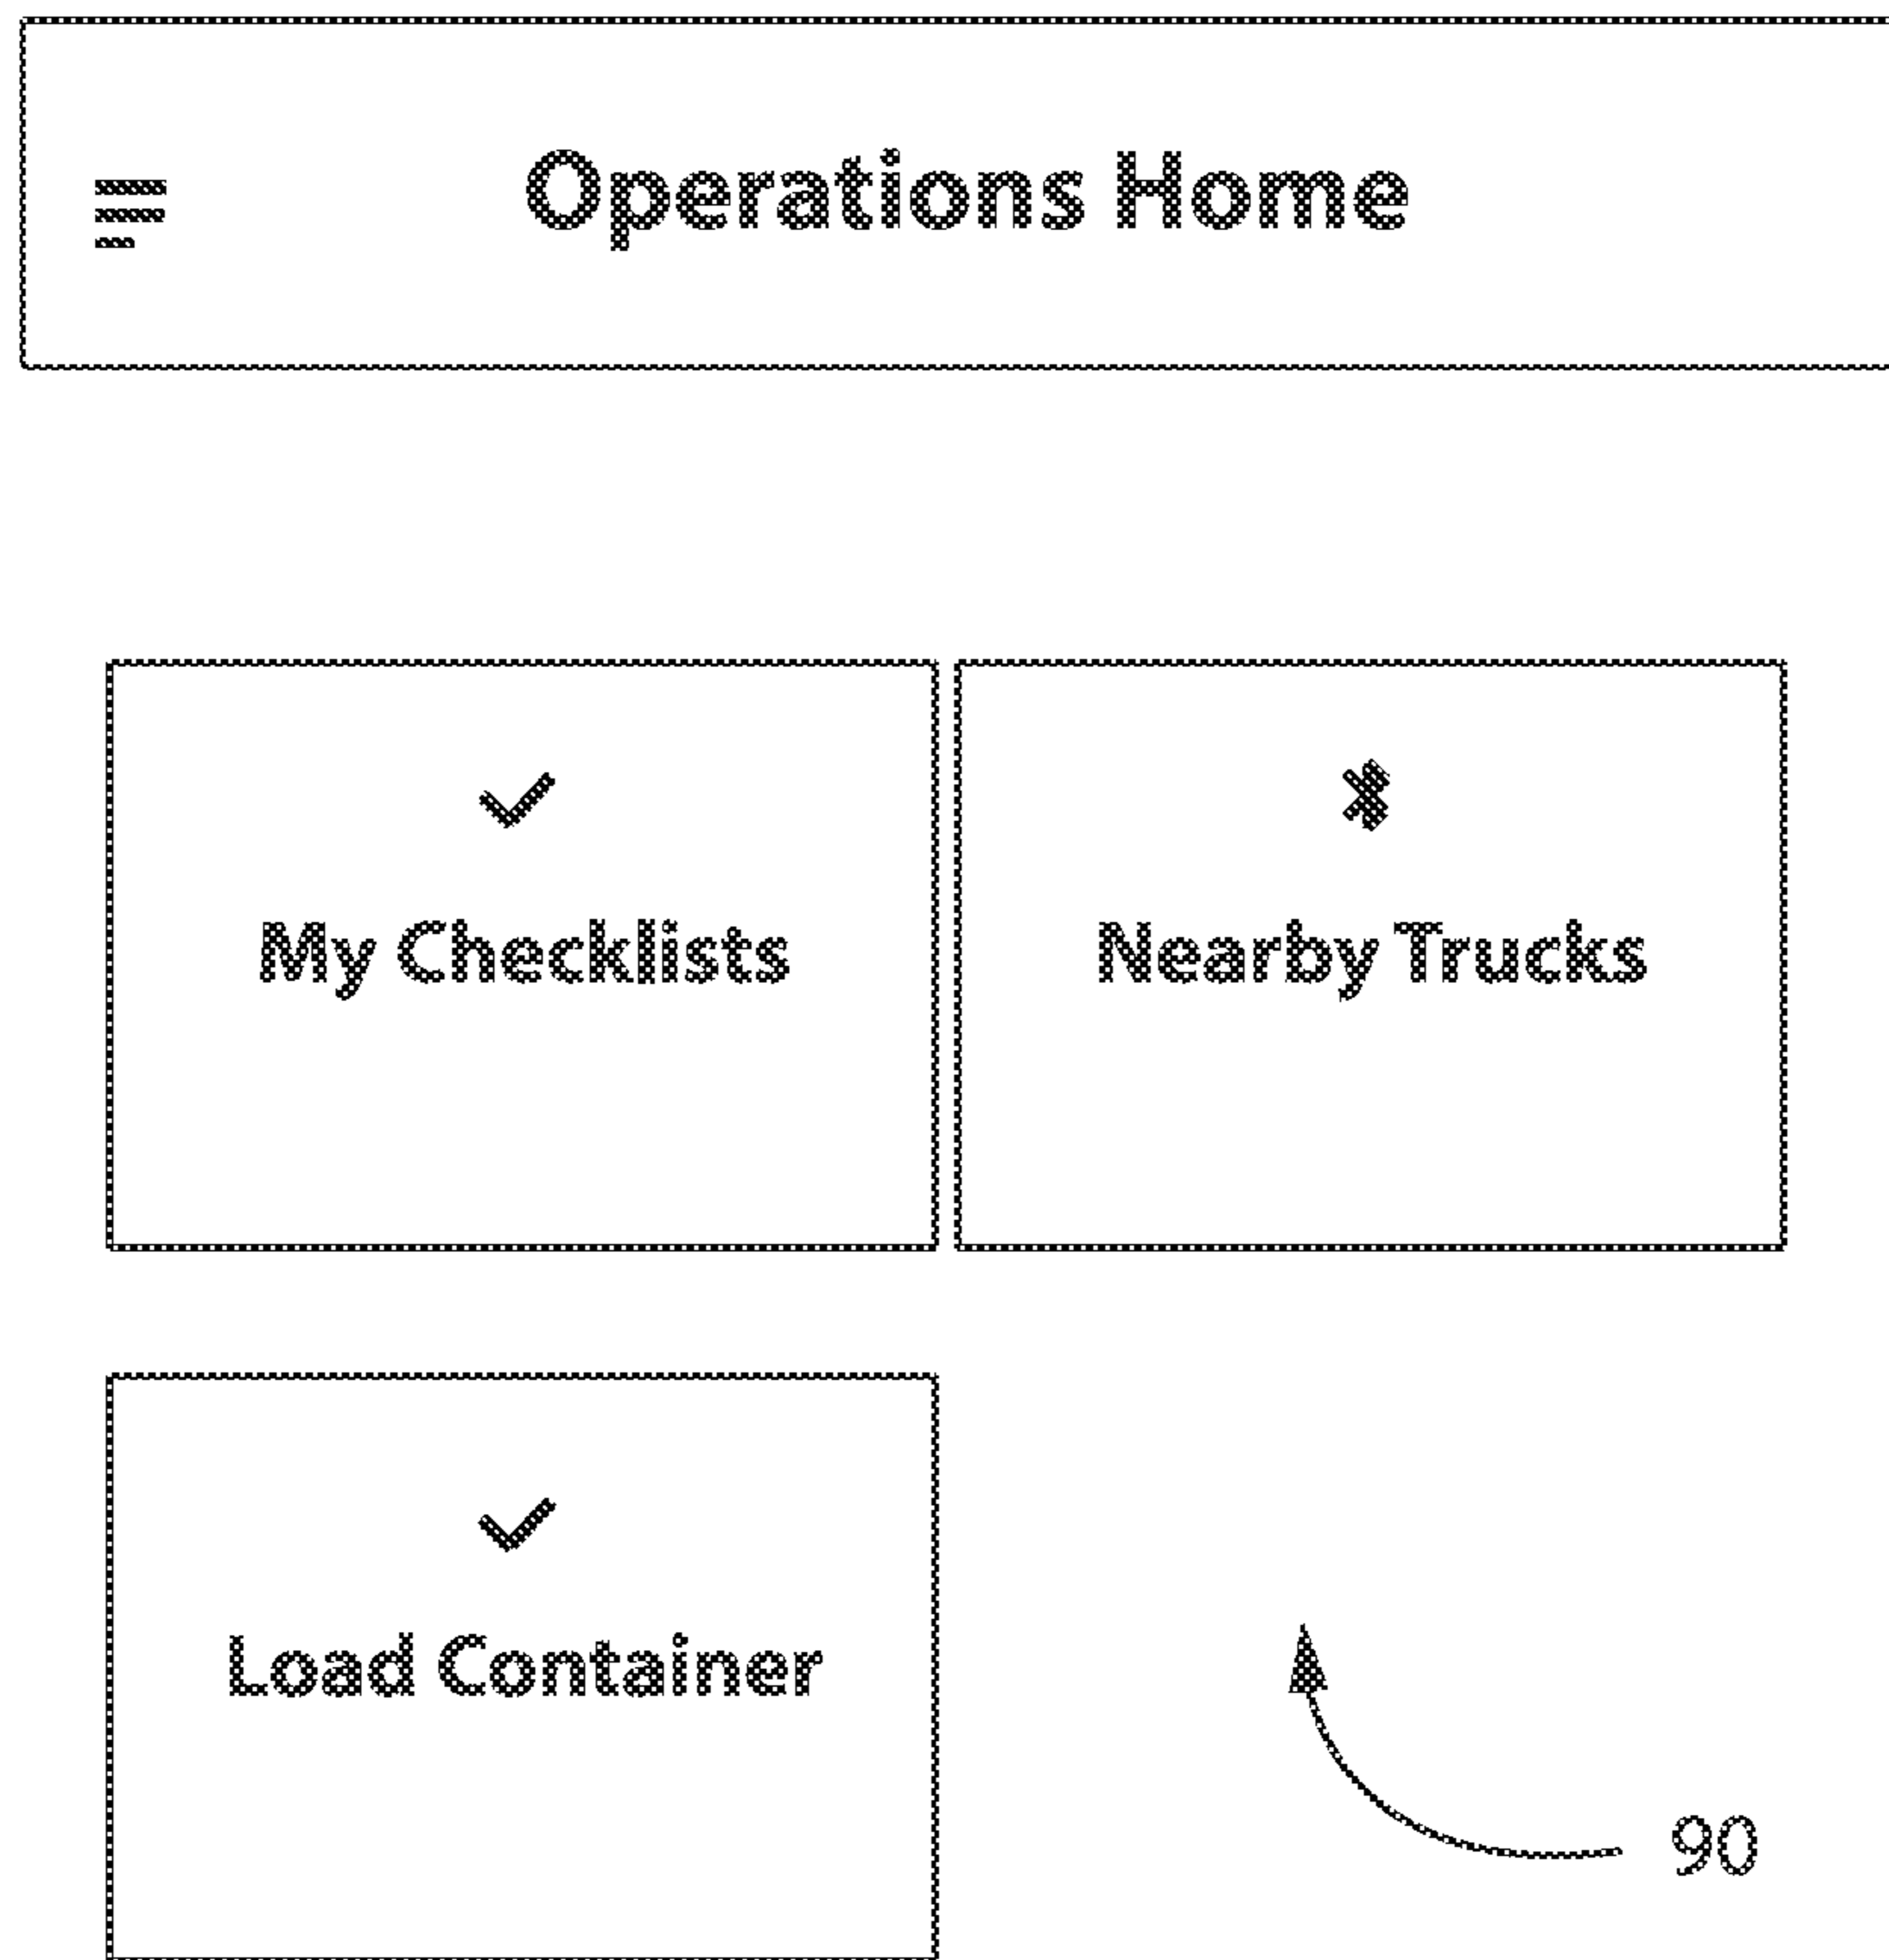 Operations Home
My Checklists
Nearby Trucks
Load Container
90